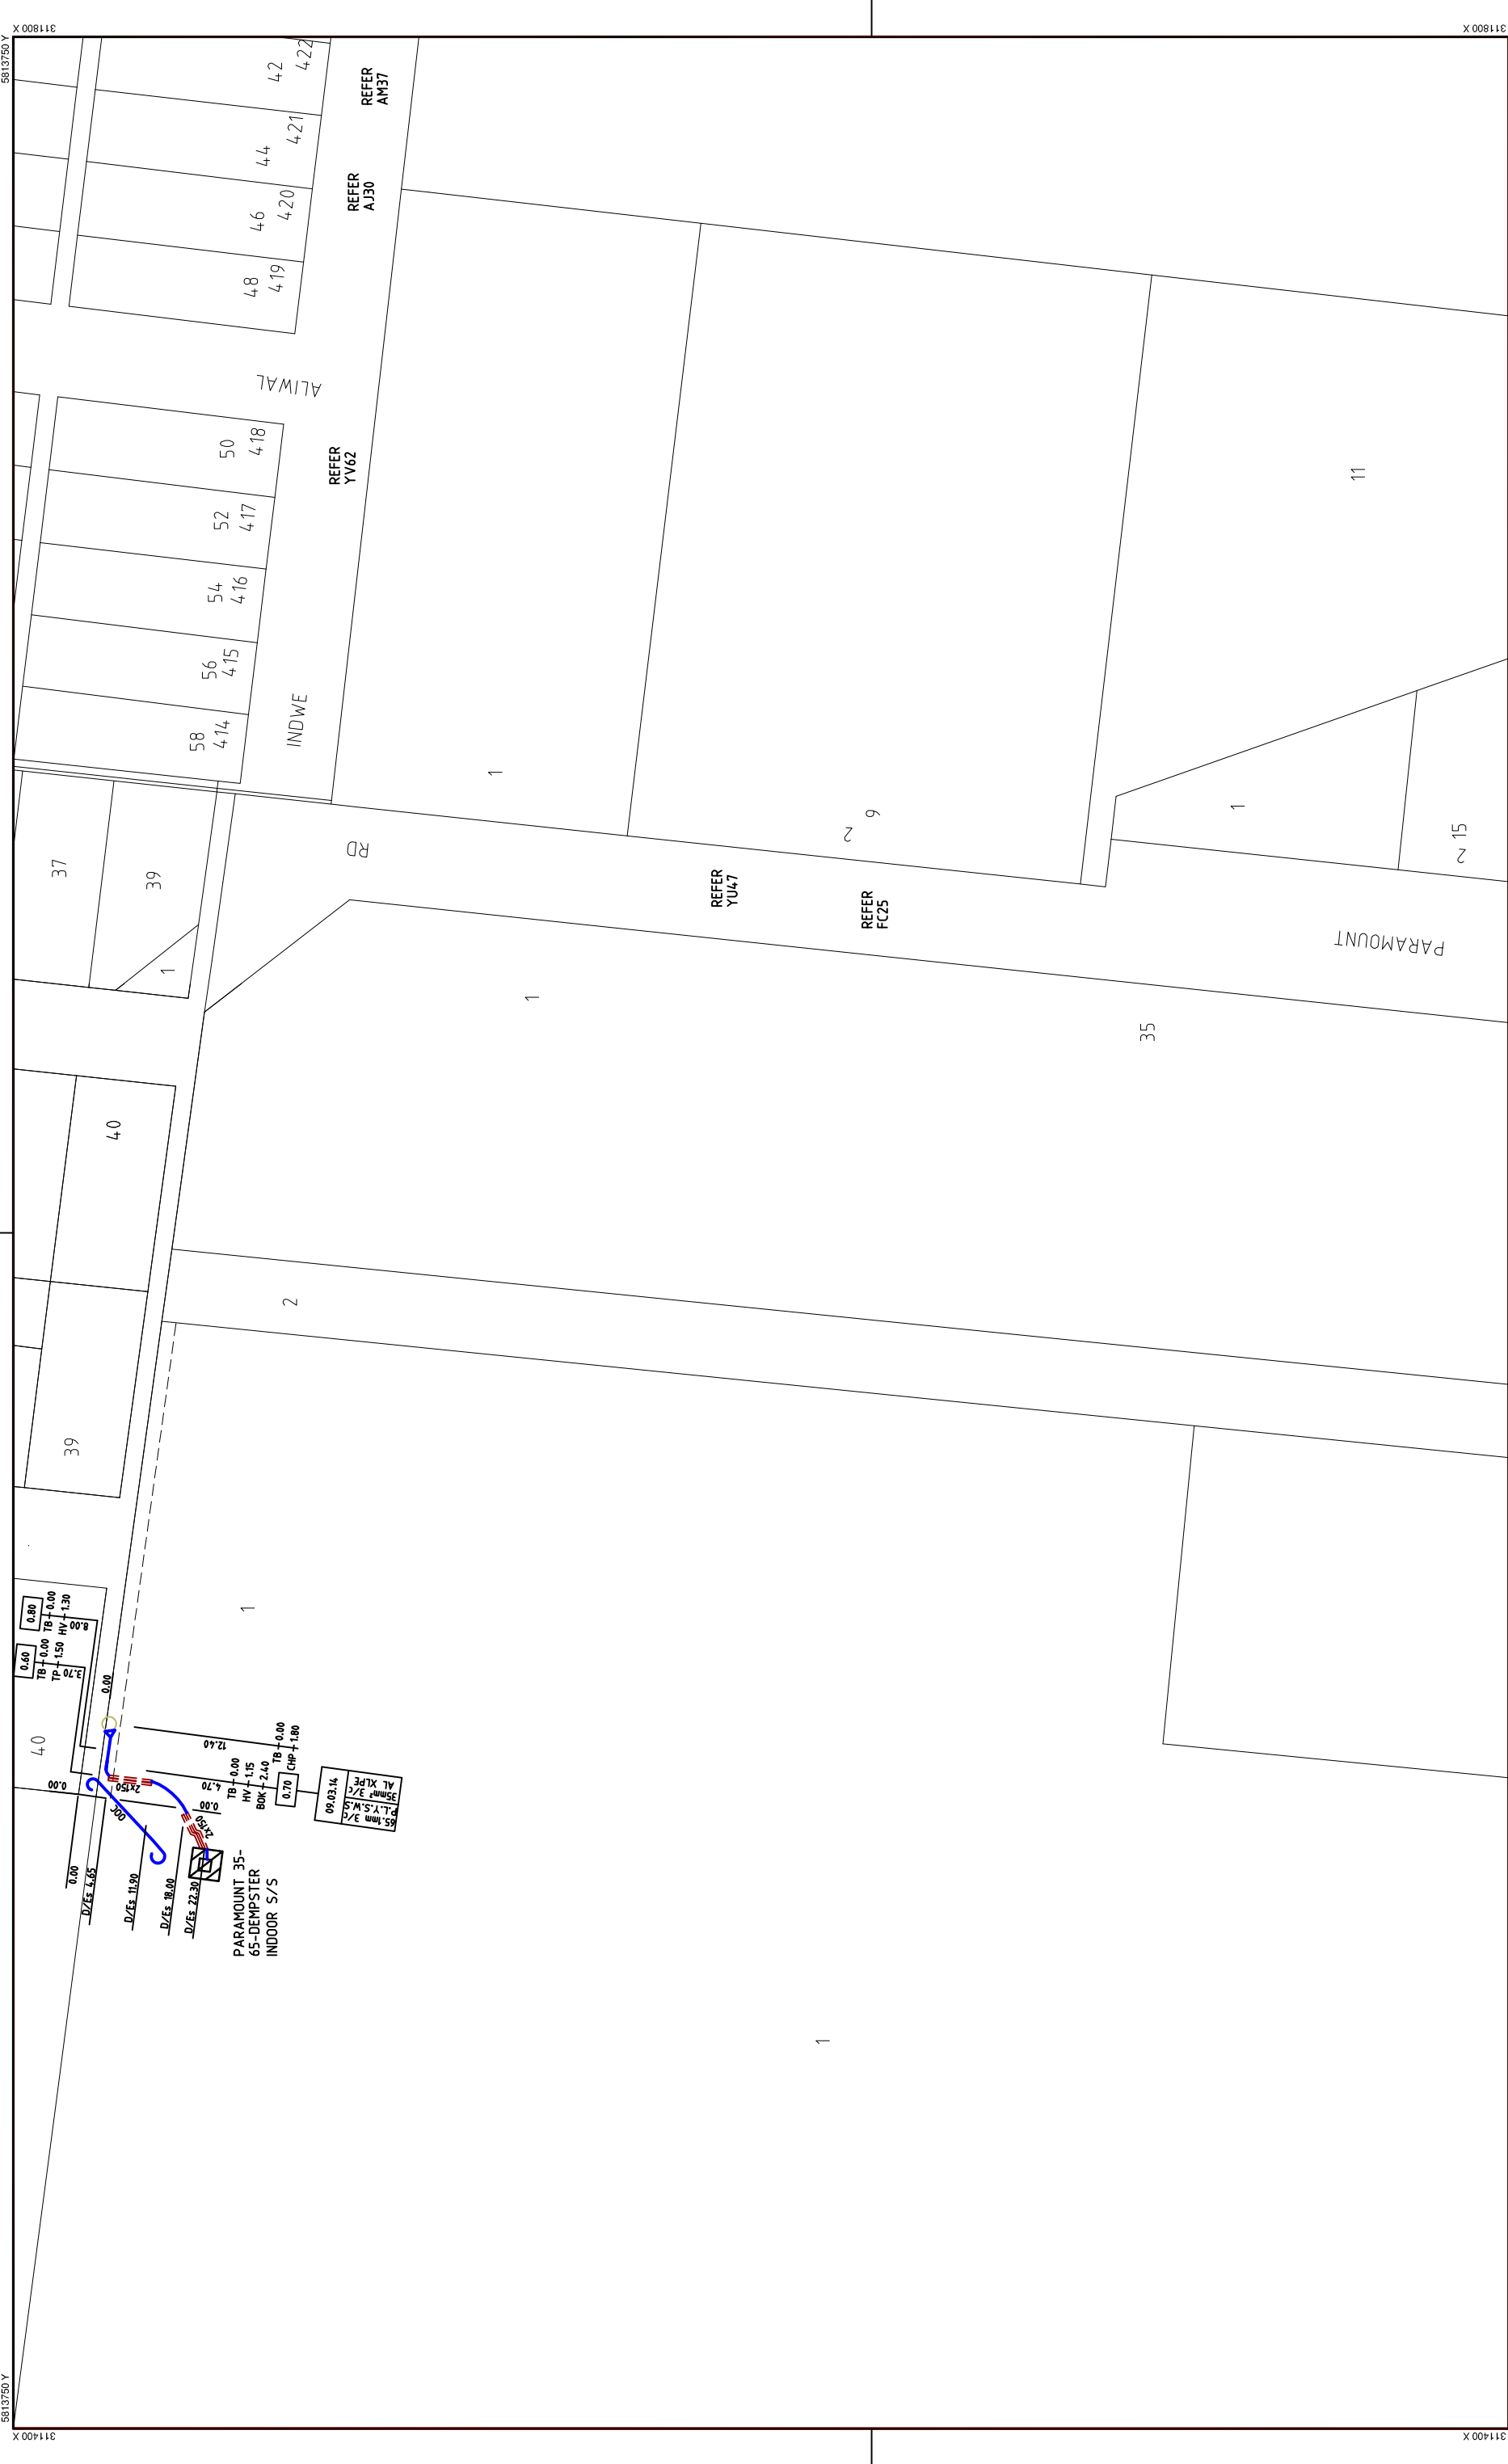 311800 X
311800 X
5813750 Y
42
422
REFER
AM37
44
421
46
420
REFER
AJ30
48
419
ALIWAL
50
418
REFER
YV62
11
52
417
54
416
56
415
58
414
INDWE
1
1
9
2
15
2
RD
37
39
REFER
YU47
REFER
FC25
PARAMOUNT
1
1
35
40
2
39
1
0.80
TB-0.00
HV-1.30
8.00
0.60
TB-0.00
TP-1.50
3.70
0.00
40
0.00
12.40
TB-0.00
CHP-1.80
2x150
4.70
TB-0.00
HV-1.15
BOK-2.40
0.70
09.03.14
65.1mm 3/c
P.L.Y.S.W.S.
35mm² 3/c
AL XLPE
0.00
OOC
2x150
0.00
D/Es 4.65
D/Es 11.90
D/Es 18.00
D/Es 22.30
PARAMOUNT 35-
65-DEMPSTER
INDOOR S/S
1
5813750 Y
311400 X
311400 X